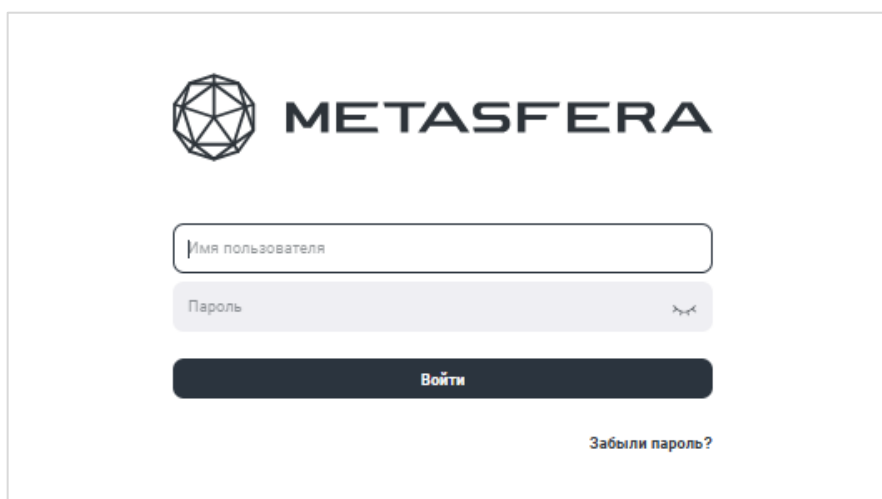 METASFERA
Имя пользователя
Пароль
Войти
Забыли пароль?